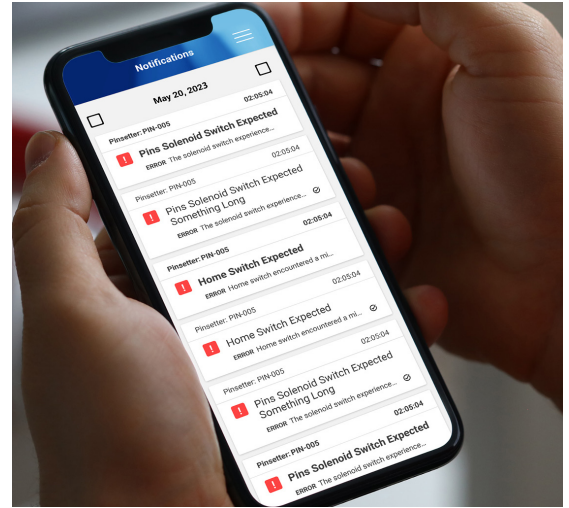 Notifications
May 20, 2023
Pinsetter: PIN-005 02:05:04
Pins Solenoid Switch Expected
ERROR The solenoid switch experience...
Pinsetter: PIN-005 02:05:04
Pins Solenoid Switch Expected
Something Long
ERROR The solenoid switch experience...
Pinsetter: PIN-005 02:05:04
Home Switch Expected
ERROR Home switch encountered a mi...
Pinsetter: PIN-005 02:05:04
Home Switch Expected
ERROR Home switch encountered a mi...
Pinsetter: PIN-005 02:05:04
Pins Solenoid Switch Expected
Something Long
ERROR The solenoid switch experience...
Pinsetter: PIN-005 02:05:04
Pins Solenoid Switch Expected
ERROR The solenoid switch experience...